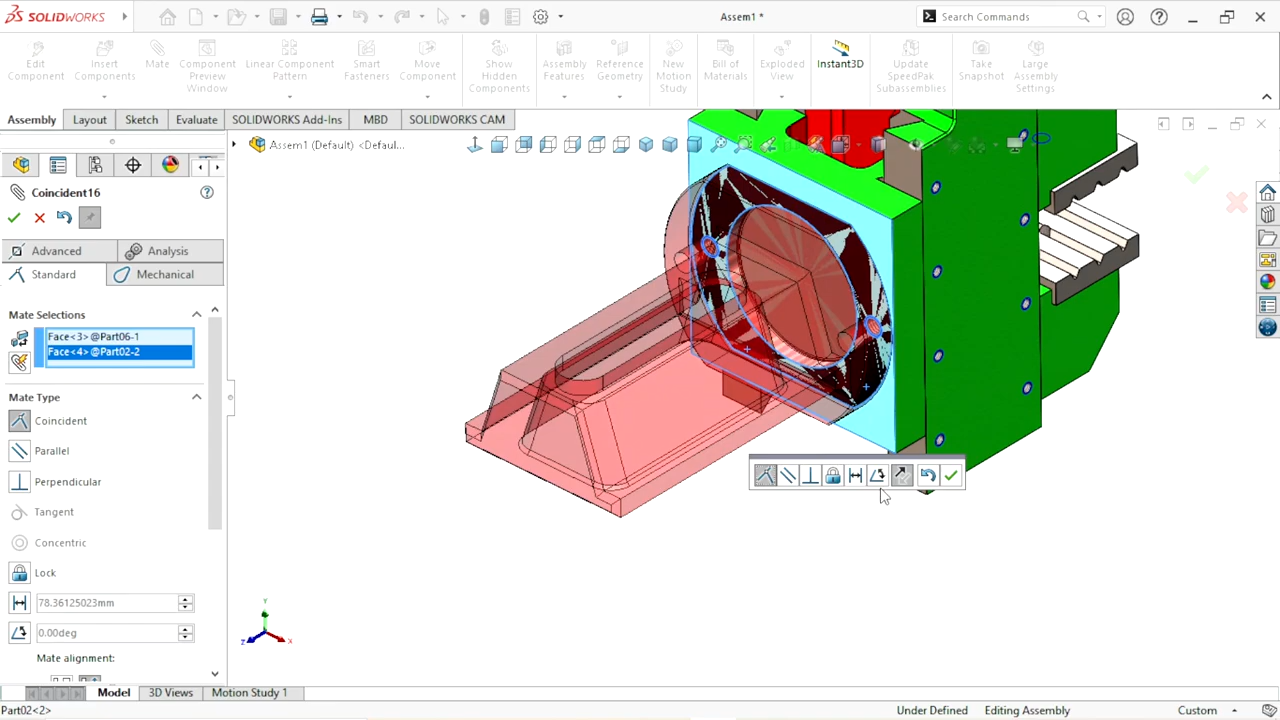 SOLIDWORKS
Assem1 *
Search Commands
Edit Component
Insert Components
Mate
Component Preview Window
Linear Component Pattern
Smart Fasteners
Move Component
Show Hidden Components
Assembly Features
Reference Geometry
New Motion Study
Bill of Materials
Exploded View
Instant3D
Update SpeedPak Subassemblies
Take Snapshot
Large Assembly Settings
Assembly
Layout
Sketch
Evaluate
SOLIDWORKS Add-Ins
MBD
SOLIDWORKS CAM
Assem1 (Default) <Defaul...
Coincident16
Advanced
Analysis
Standard
Mechanical
Mate Selections
Face<3>@Part06-1
Face<4>@Part02-2
Mate Type
Coincident
Parallel
Perpendicular
Tangent
Concentric
Lock
78.36125023mm
0.00deg
Mate alignment:
Y
Z
X
Model
3D Views
Motion Study 1
Part02<2>
Under Defined
Editing Assembly
Custom